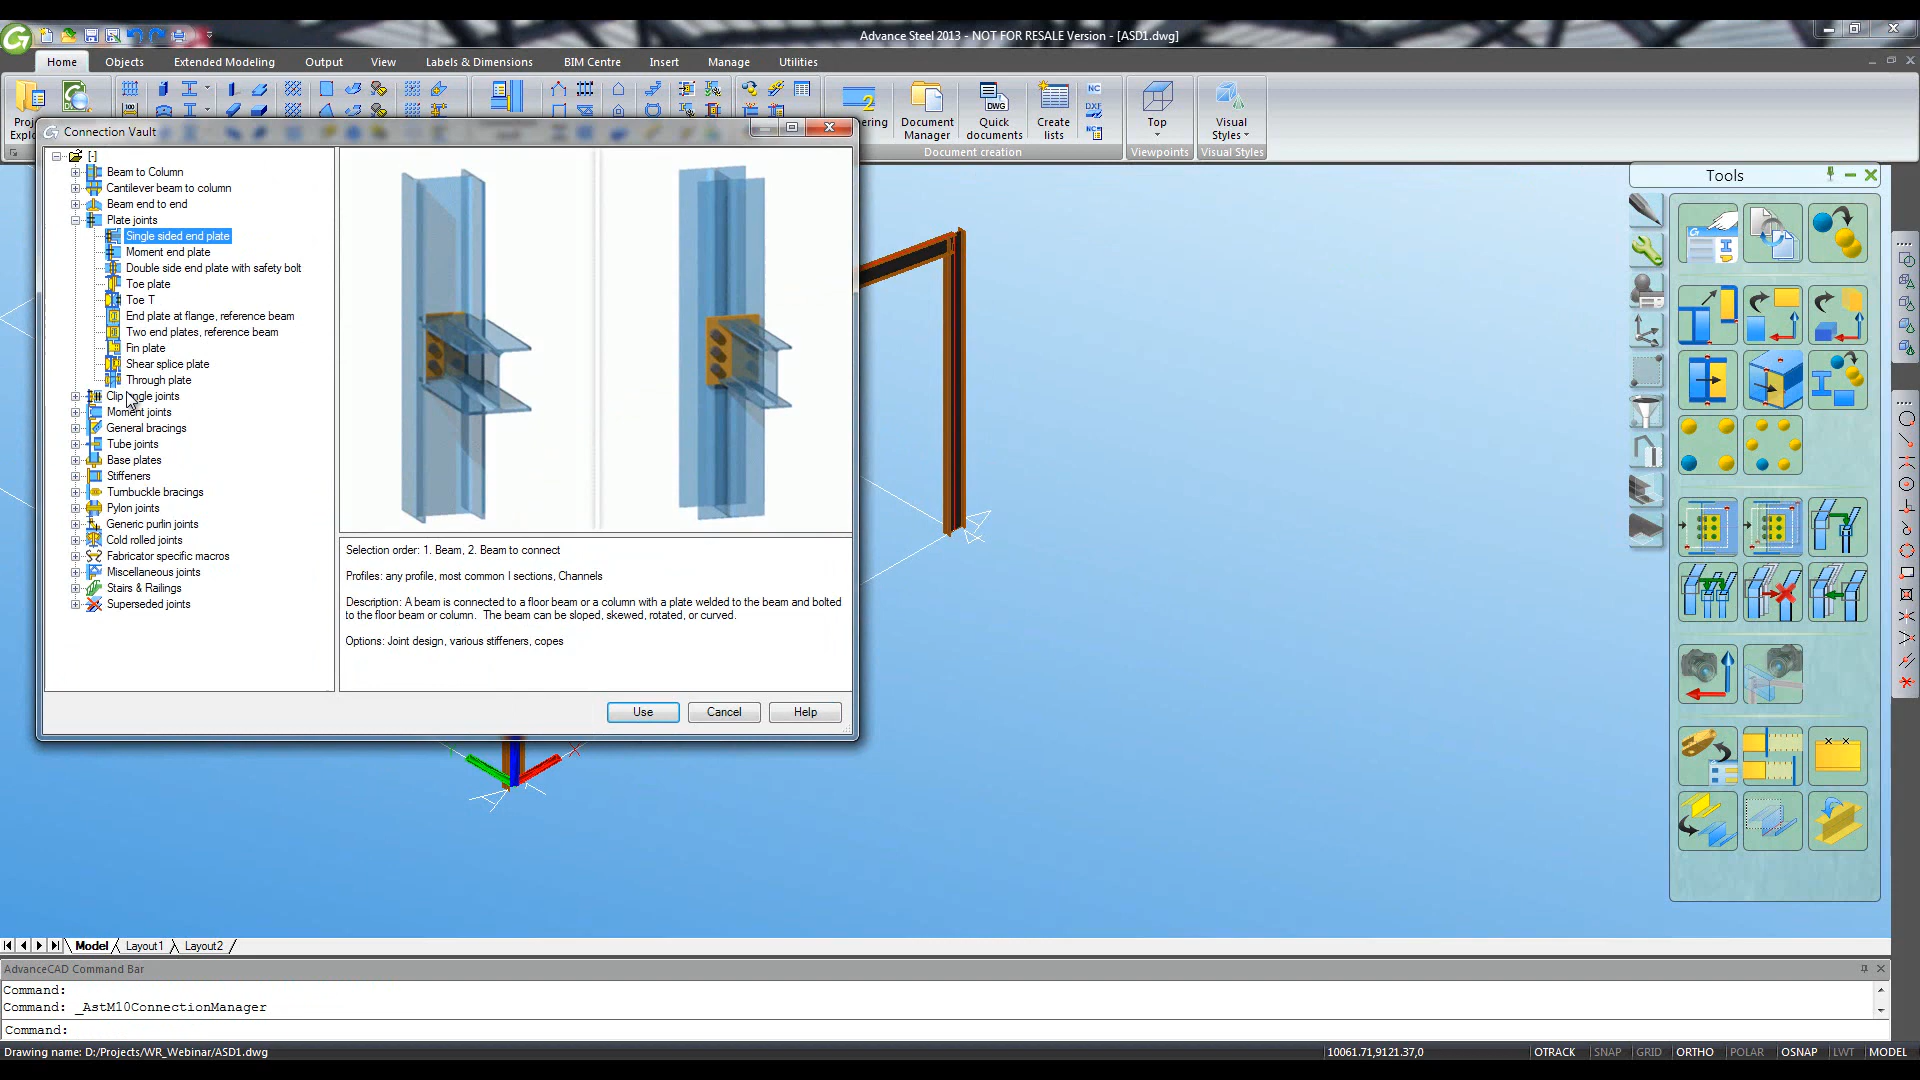 Advance Steel 2013 - NOT FOR RESALE Version - [ASD1.dwg]
Home
Objects
Extended Modeling
Output
View
Labels & Dimensions
BIM Centre
Insert
Manage
Utilities
Document
Manager
Quick
documents
Create
lists
Document creation
Top
Viewpoints
Visual
Styles
Visual Styles
Connection Vault
[-]
Beam to Column
Cantilever beam to column
Beam end to end
Plate joints
Single sided end plate
Moment end plate
Double side end plate with safety bolt
Toe plate
Toe T
End plate at flange, reference beam
Two end plates, reference beam
Fin plate
Shear splice plate
Through plate
Clip angle joints
Moment joints
General bracings
Tube joints
Base plates
Stiffeners
Turnbuckle bracings
Pylon joints
Generic purlin joints
Cold rolled joints
Fabricator specific macros
Miscellaneous joints
Stairs & Railings
Superseded joints
Selection order: 1. Beam, 2. Beam to connect
Profiles: any profile, most common I sections, Channels
Description: A beam is connected to a floor beam or a column with a plate welded to the beam and bolted
to the floor beam or column. The beam can be sloped, skewed, rotated, or curved.
Options: Joint design, various stiffeners, copes
Use
Cancel
Help
Tools
Model
Layout1
Layout2
AdvanceCAD Command Bar
Command:
Command: _AstM10ConnectionManager
Command:
Drawing name: D:/Projects/WR_Webinar/ASD1.dwg
10061.71,9121.37,0
OTRACK
SNAP
GRID
ORTHO
POLAR
OSNAP
LWT
MODEL